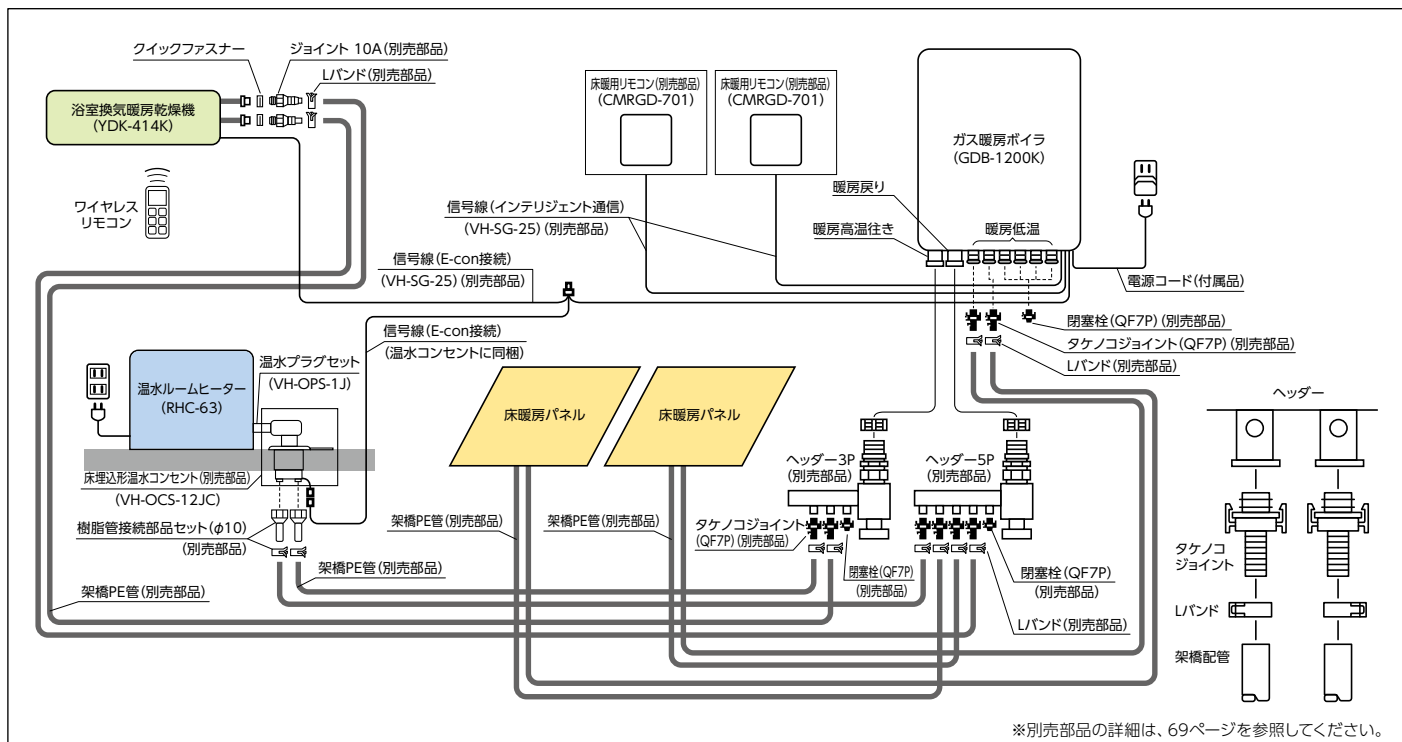 クイックファスナー
ジョイント 10A(別売部品)
Lバンド(別売部品)
浴室換気暖房乾燥機
(YDK-414K)
ワイヤレス
リモコン
床暖用リモコン(別売部品)
(CMRGD-701)
床暖用リモコン(別売部品)
(CMRGD-701)
ガス暖房ボイラ
(GDB-1200K)
暖房戻り
暖房高温往き
暖房低温
信号線(インテリジェント通信)
(VH-SG-25)(別売部品)
信号線(E-con接続)
(VH-SG-25)(別売部品)
電源コード(付属品)
信号線(E-con接続)
(温水コンセントに同梱)
閉塞栓(QF7P)(別売部品)
タケノコジョイント(QF7P)(別売部品)
Lバンド(別売部品)
温水プラグセット
(VH-OPS-1J)
温水ルームヒーター
(RHC-63)
床暖房パネル
床暖房パネル
ヘッダー
ヘッダー3P
(別売部品)
ヘッダー5P
(別売部品)
床埋込形温水コンセント(別売部品)
(VH-OCS-12JC)
樹脂管接続部品セット(φ10)
(別売部品)
架橋PE管(別売部品)
架橋PE管(別売部品)
タケノコジョイント
(QF7P)(別売部品)
架橋PE管(別売部品)
架橋PE管(別売部品)
閉塞栓(QF7P)
(別売部品)
閉塞栓(QF7P)
(別売部品)
Lバンド(別売部品)
タケノコ
ジョイント
Lバンド
架橋配管
※別売部品の詳細は、69ページを参照してください。